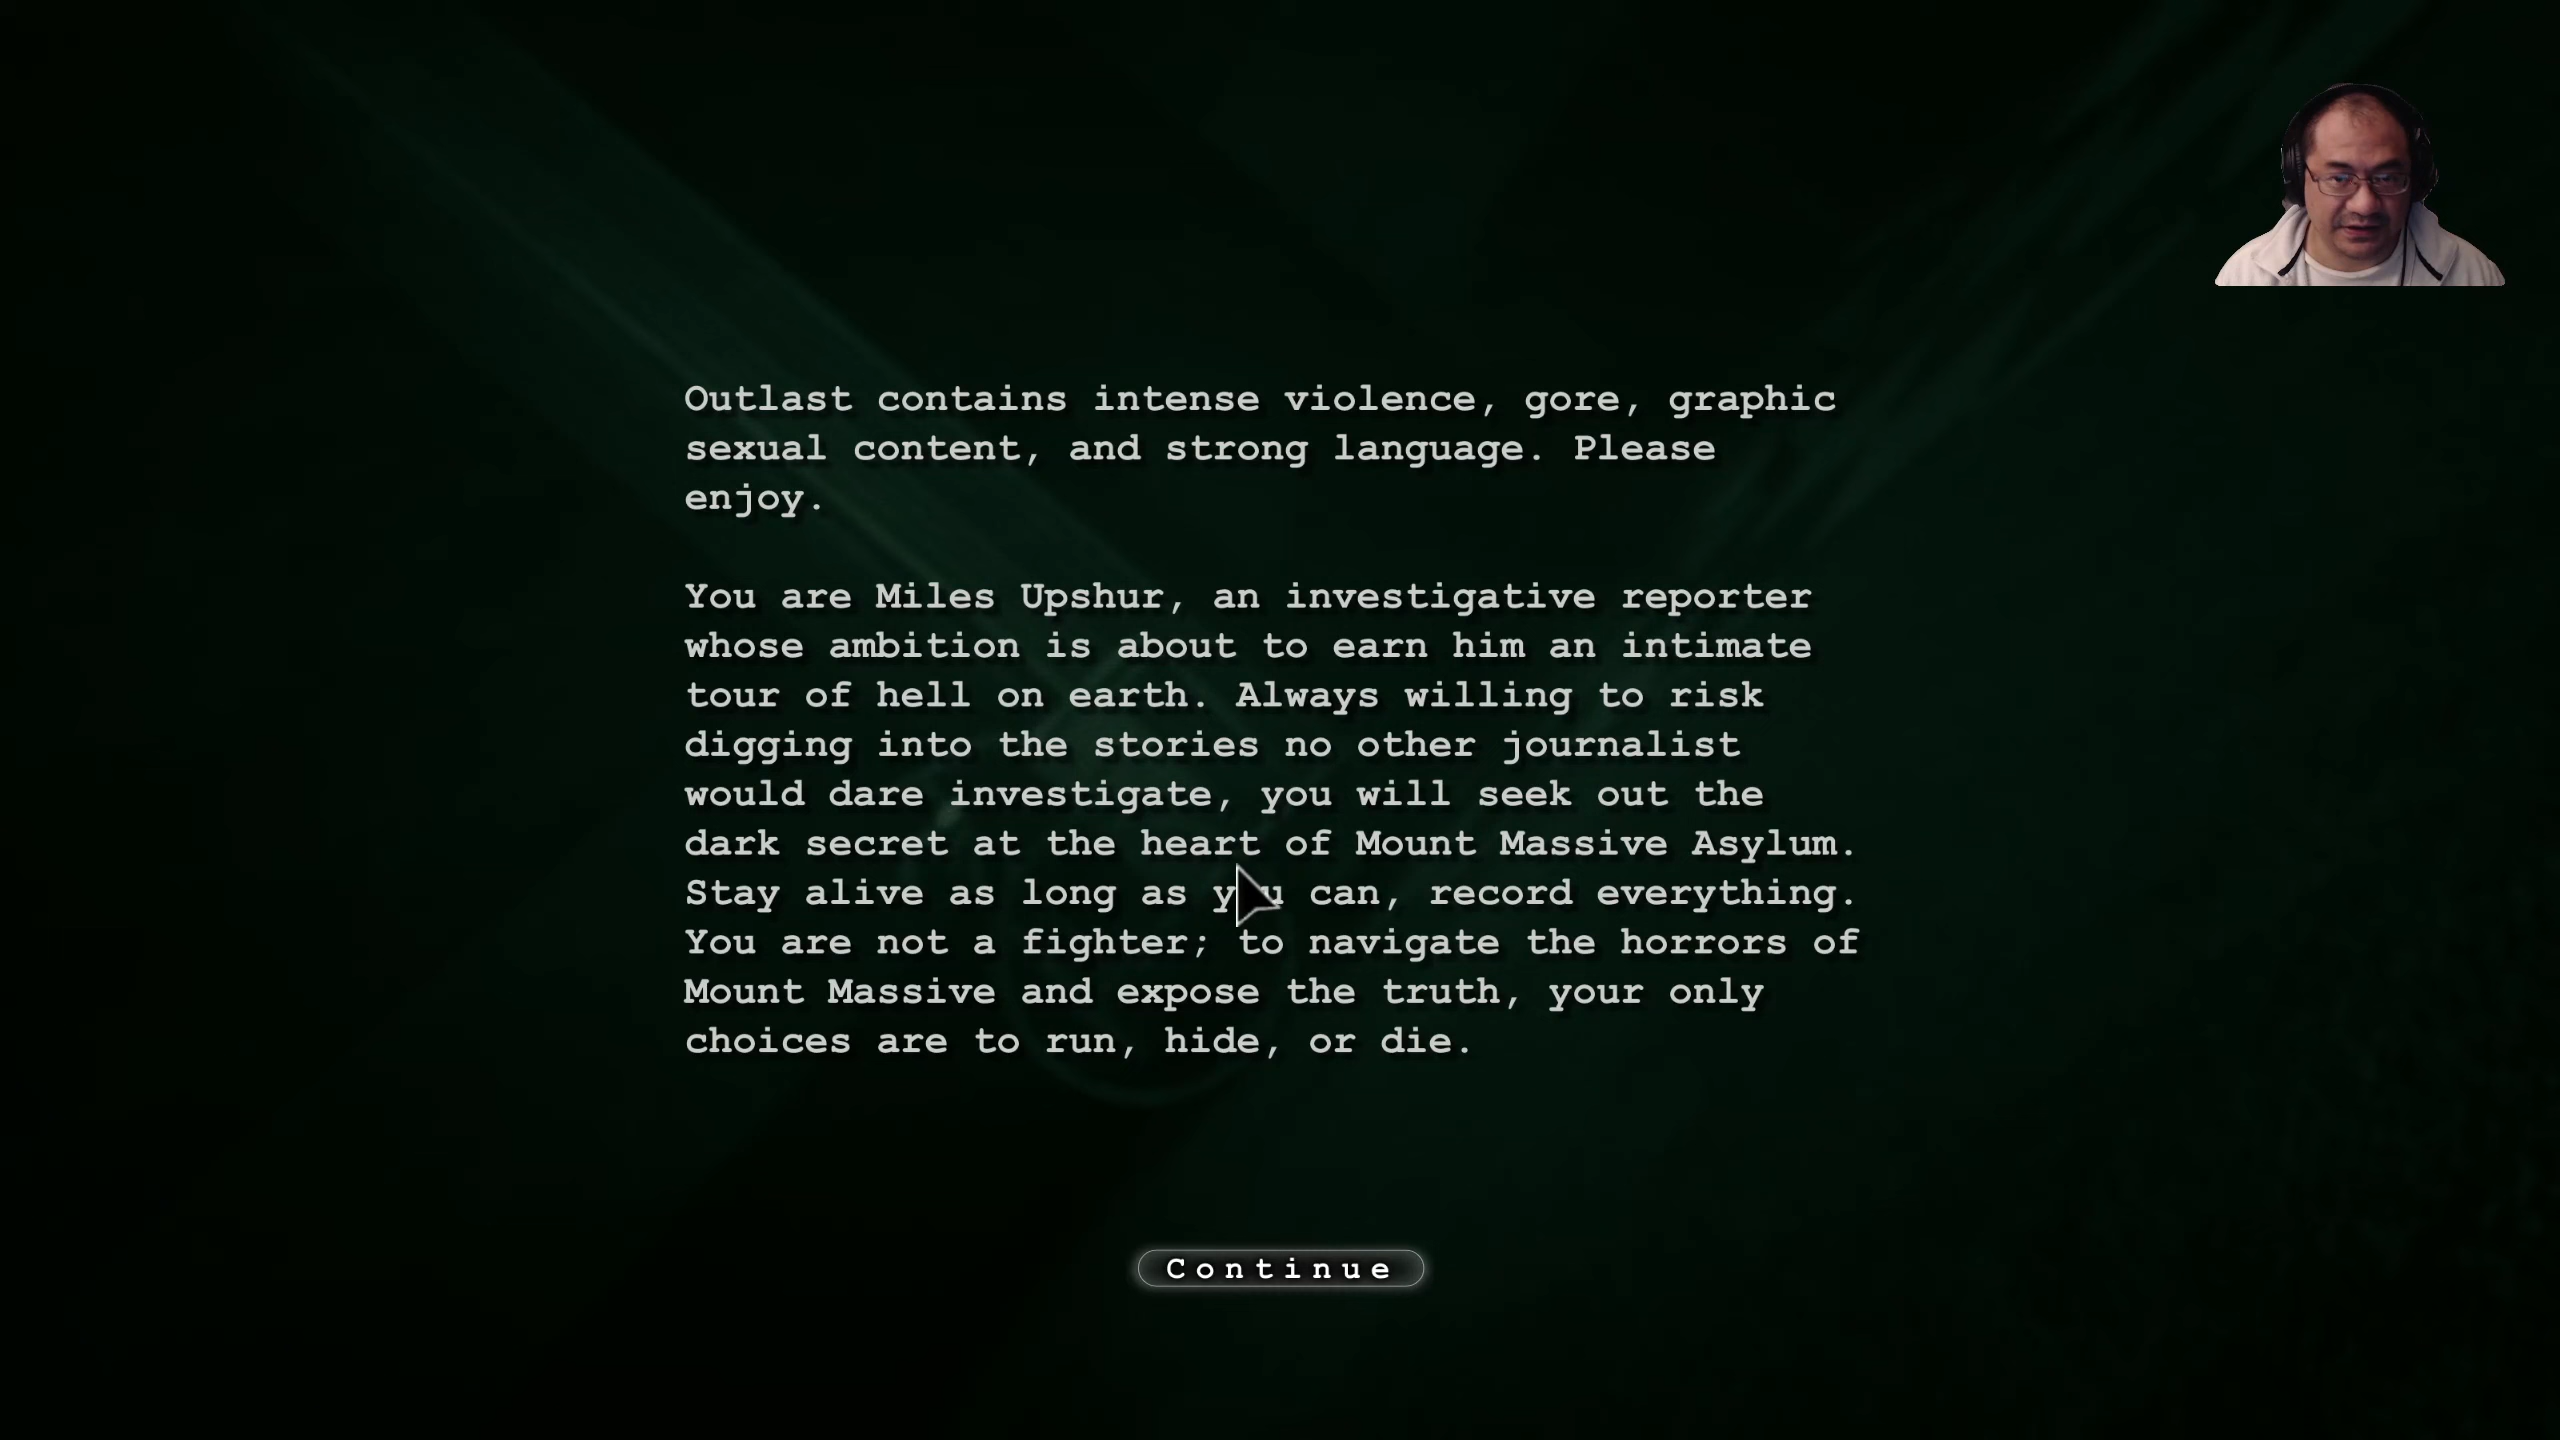 Outlast contains intense violence, gore, graphic
sexual content, and strong language. Please
enjoy.
You are Miles Upshur, an investigative reporter
whose ambition is about to earn him an intimate
tour of hell on earth. Always willing to risk
digging into the stories no other journalist
would dare investigate, you will seek out the
dark secret at the heart of Mount Massive Asylum.
Stay alive as long as you can, record everything.
You are not a fighter; to navigate the horrors of
Mount Massive and expose the truth, your only
choices are to run, hide, or die.
Continue